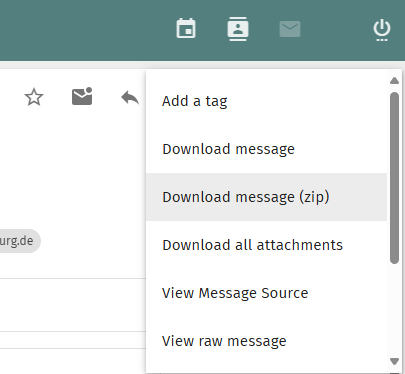 Add a tag
Download message
Download message (zip)
urg.de
Download all attachments
View Message Source
View raw message